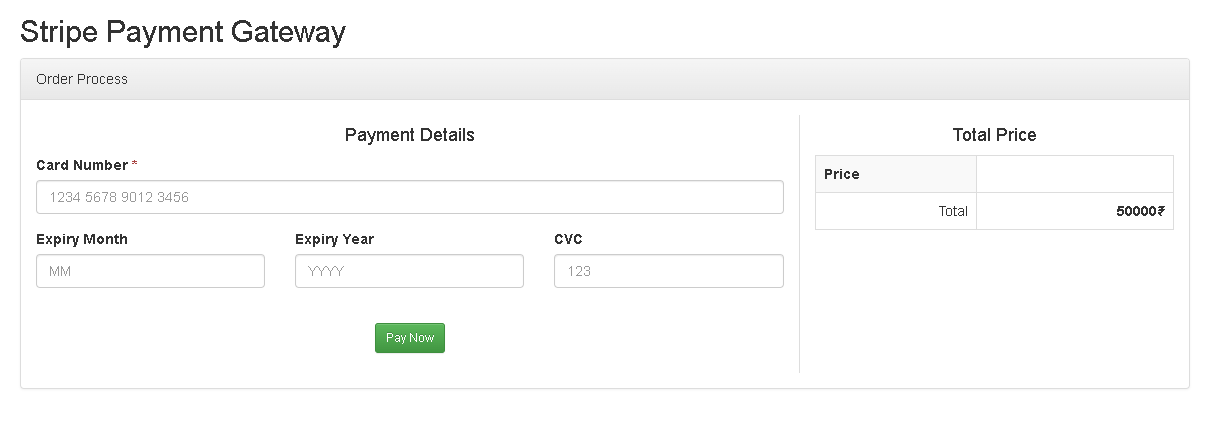 Stripe Payment Gateway
Order Process
Payment Details
Card Number *
1234 5678 9012 3456
Expiry Month Expiry Year CVC
MM YYYY 123
Pay Now
Total Price
Price
Total 50000₹